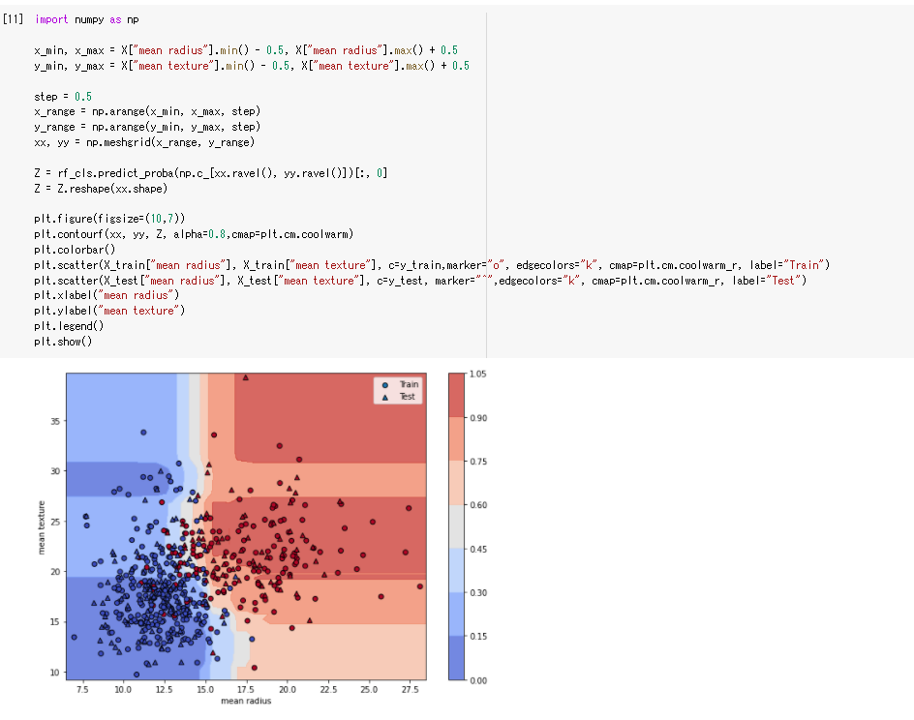 [11] import numpy as np
x_min, x_max = X["mean radius"].min() - 0.5, X["mean radius"].max() + 0.5
y_min, y_max = X["mean texture"].min() - 0.5, X["mean texture"].max() + 0.5
step = 0.5
x_range = np.arange(x_min, x_max, step)
y_range = np.arange(y_min, y_max, step)
xx, yy = np.meshgrid(x_range, y_range)
Z = rf_cls.predict_proba(np.c_[xx.ravel(), yy.ravel()])[:, 0]
Z = Z.reshape(xx.shape)
plt.figure(figsize=(10,7))
plt.contourf(xx, yy, Z, alpha=0.8,cmap=plt.cm.coolwarm)
plt.colorbar()
plt.scatter(X_train["mean radius"], X_train["mean texture"], c=y_train,marker="o", edgecolors="k", cmap=plt.cm.coolwarm_r, label="Train")
plt.scatter(X_test["mean radius"], X_test["mean texture"], c=y_test, marker="^",edgecolors="k", cmap=plt.cm.coolwarm_r, label="Test")
plt.xlabel("mean radius")
plt.ylabel("mean texture")
plt.legend()
plt.show()
Train
Test
mean texture
35
30
25
20
15
10
7.5 10.0 12.5 15.0 17.5 20.0 22.5 25.0 27.5
mean radius
1.05
0.90
0.75
0.60
0.45
0.30
0.15
0.00